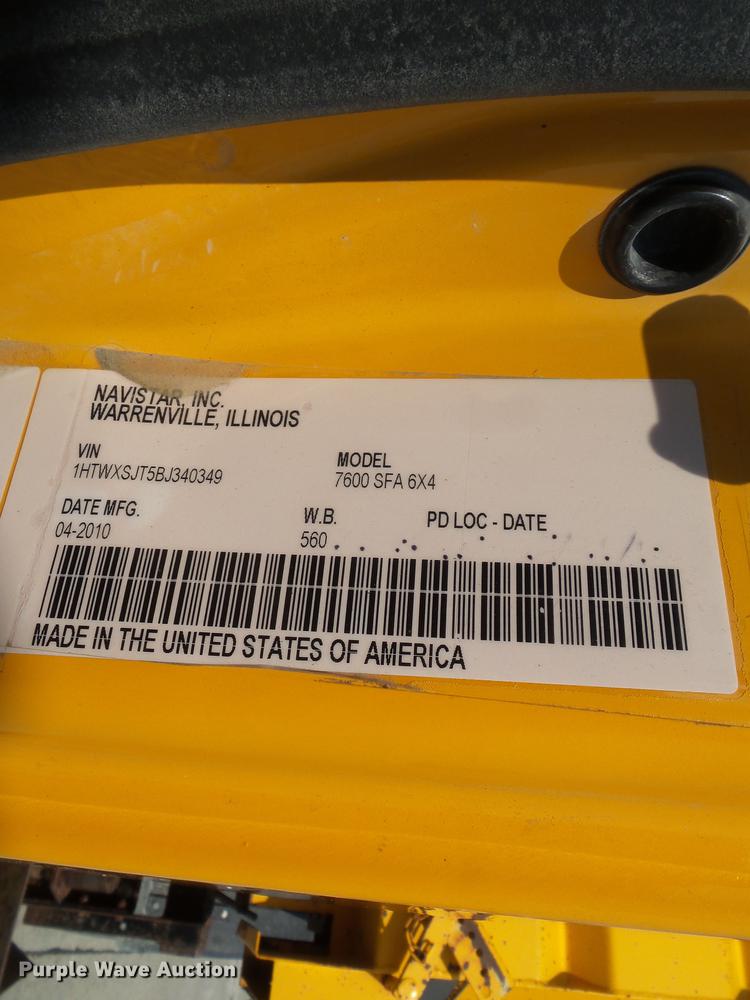 NAVISTAR, INC.
WARRENVILLE, ILLINOIS
VIN
1HTWXSJT5BJ340349
MODEL
7600 SFA 6X4
DATE MFG.
04-2010
W.B.
560
PD LOC - DATE
MADE IN THE UNITED STATES OF AMERICA
Purple Wave Auction